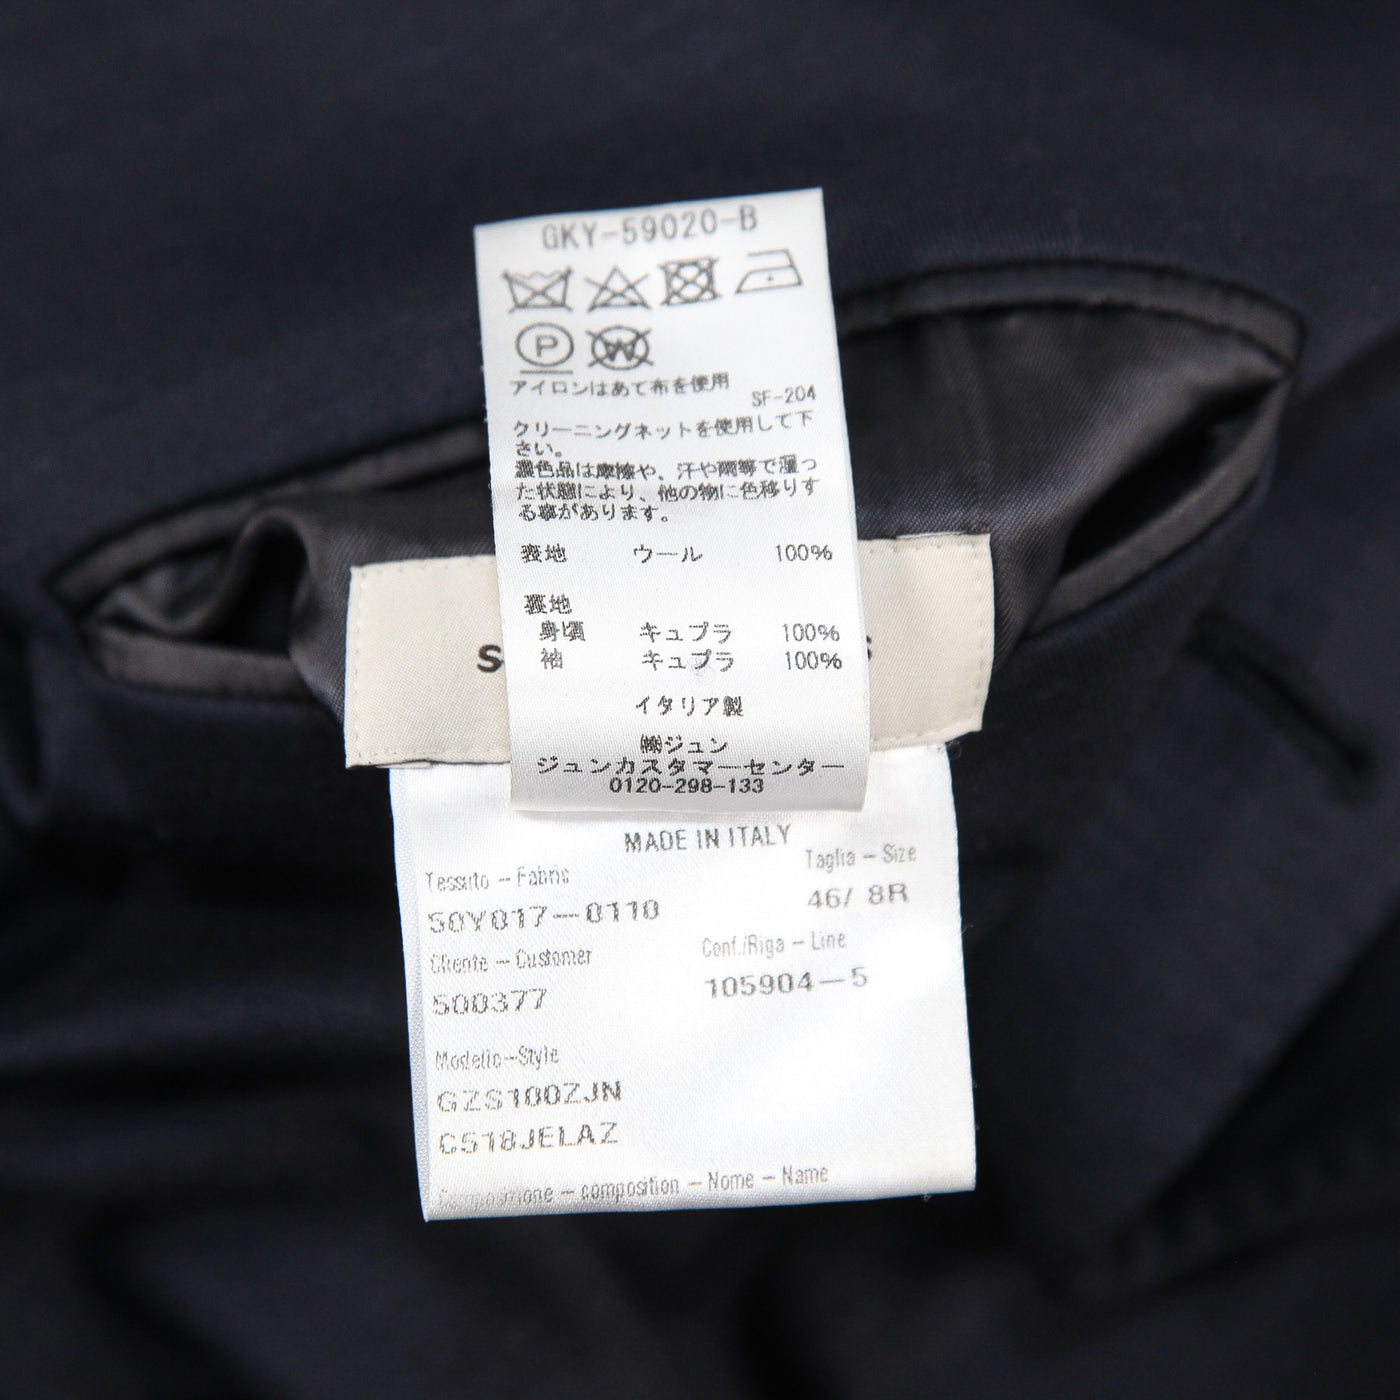 GKY-59020-B
P W
アイロンはあて布を使用
SF-204
クリーニングネットを使用して下
さい。
濃色品は摩擦や、汗や雨等で湿っ
た状態により、他の物に色移りす
る事があります。
表地 ウール 100%
裏地
身頃 キュプラ 100%
袖 キュプラ 100%
イタリア製
㈱ジュン
ジュンカスタマーセンター
0120-298-133
MADE IN ITALY
Tessuto - Fabric
Taglia - Size
S0Y017-0110
46/ 8R
Cliente - Customer
Conf./Riga - Line
500377
105904-5
Modello-Style
GZS100ZJN
C518JELAZ
Compositione - composition - Nome - Name